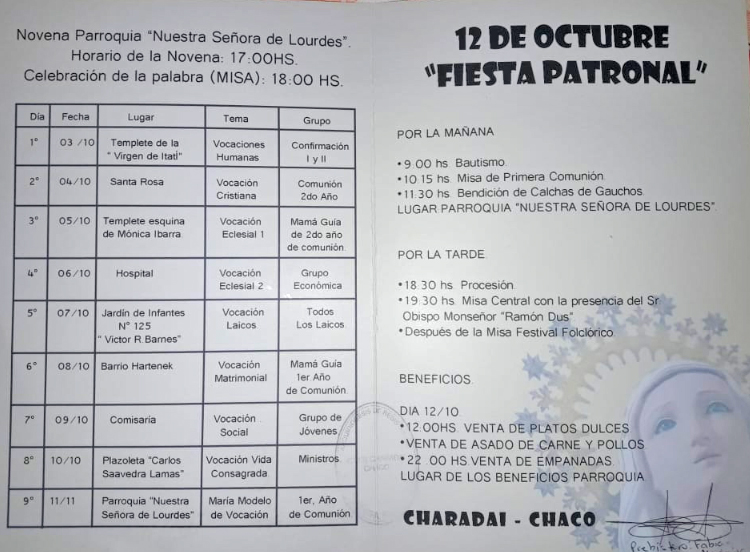 Novena Parroquia "Nuestra Señora de Lourdes".
Horario de la Novena: 17:00HS.
Celebración de la palabra (MISA): 18:00 HS.
Día Fecha Lugar Tema Grupo
1° 03 /10 Templete de la " Virgen de Itatí" Vocaciones Humanas Confirmación I y II
2° 04/10 Santa Rosa Vocación Cristiana Comunión 2do Año
3° 05/10 Templete esquina de Mónica Ibarra Vocación Eclesial 1 Mamá Guía de 2do año de comunión.
4° 06/10 Hospital Vocación Eclesial 2 Grupo Económica
5° 07/10 Jardín de Infantes N° 125 " Victor R.Barnes" Vocación Laicos Todos Los Laicos
6° 08/10 Barrio Hartenek Vocación Matrimonial Mamá Guía 1er Año de Comunión.
7° 09/10 Comisaría Vocación Social Grupo de Jóvenes.
8° 10/10 Plazoleta "Carlos Saavedra Lamas" Vocación Vida Consagrada. Ministros.
9° 11/11 Parroquia "Nuestra Señora de Lourdes" María Modelo de Vocación 1er, Año de Comunión
12 DE OCTUBRE
"FIESTA PATRONAL"
POR LA MAÑANA
•9:00 hs. Bautismo.
•10:15 hs. Misa de Primera Comunión.
•11:30 hs. Bendición de Calchas de Gauchos.
LUGAR PARROQUIA "NUESTRA SEÑORA DE LOURDES".
POR LA TARDE.
•18:30 hs. Procesión.
•19:30 hs. Misa Central con la presencia del Sr.
Obispo Monseñor "Ramón Dus"
•Después de la Misa Festival Folclórico.
BENEFICIOS.
DIA 12/10
•12:00HS. VENTA DE PLATOS DULCES
•VENTA DE ASADO DE CARNE Y POLLOS
•22 :00 HS VENTA DE EMPANADAS.
LUGAR DE LOS BENEFICIOS PARROQUIA
CHARADAI - CHACO